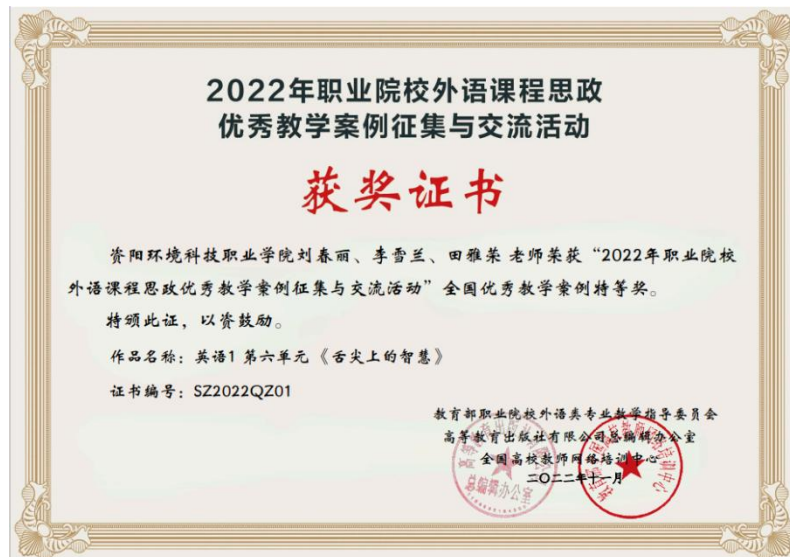 2022年职业院校外语课程思政
优秀教学案例征集与交流活动
获奖证书
资阳环境科技职业学院刘春丽、李雪兰、田雅荣 老师荣获“2022年职业院校
外语课程思政优秀教学案例征集与交流活动”全国优秀教学案例特等奖。
特颁此证，以资鼓励。
作品名称：英语1 第六单元《舌尖上的智慧》
证书编号：SZ2022QZ01
教育部职业院校外语类专业教学指导委员会
高等教育出版社有限公司总编辑办公室
全国高校教师网络培训中心
二〇二二年十一月
总编辑办公室